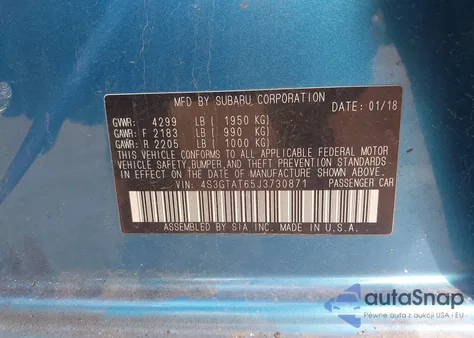 MFD BY SUBARU CORPORATION DATE: 01/18
GVWR: 4299 LB ( 1950 KG)
GAWR: F 2183 LB ( 990 KG)
GAWR: R 2205 LB ( 1000 KG)
THIS VEHICLE CONFORMS TO ALL APPLICABLE FEDERAL MOTOR
VEHICLE SAFETY, BUMPER, AND THEFT PREVENTION STANDARDS
IN EFFECT ON THE DATE OF MANUFACTURE SHOWN ABOVE.
VIN: 4S3GTAT65J3730871 PASSENGER CAR
ASSEMBLED BY SIA INC. MADE IN U.S.A.
autoSnap
Pewne auta z aukcji USA i EU